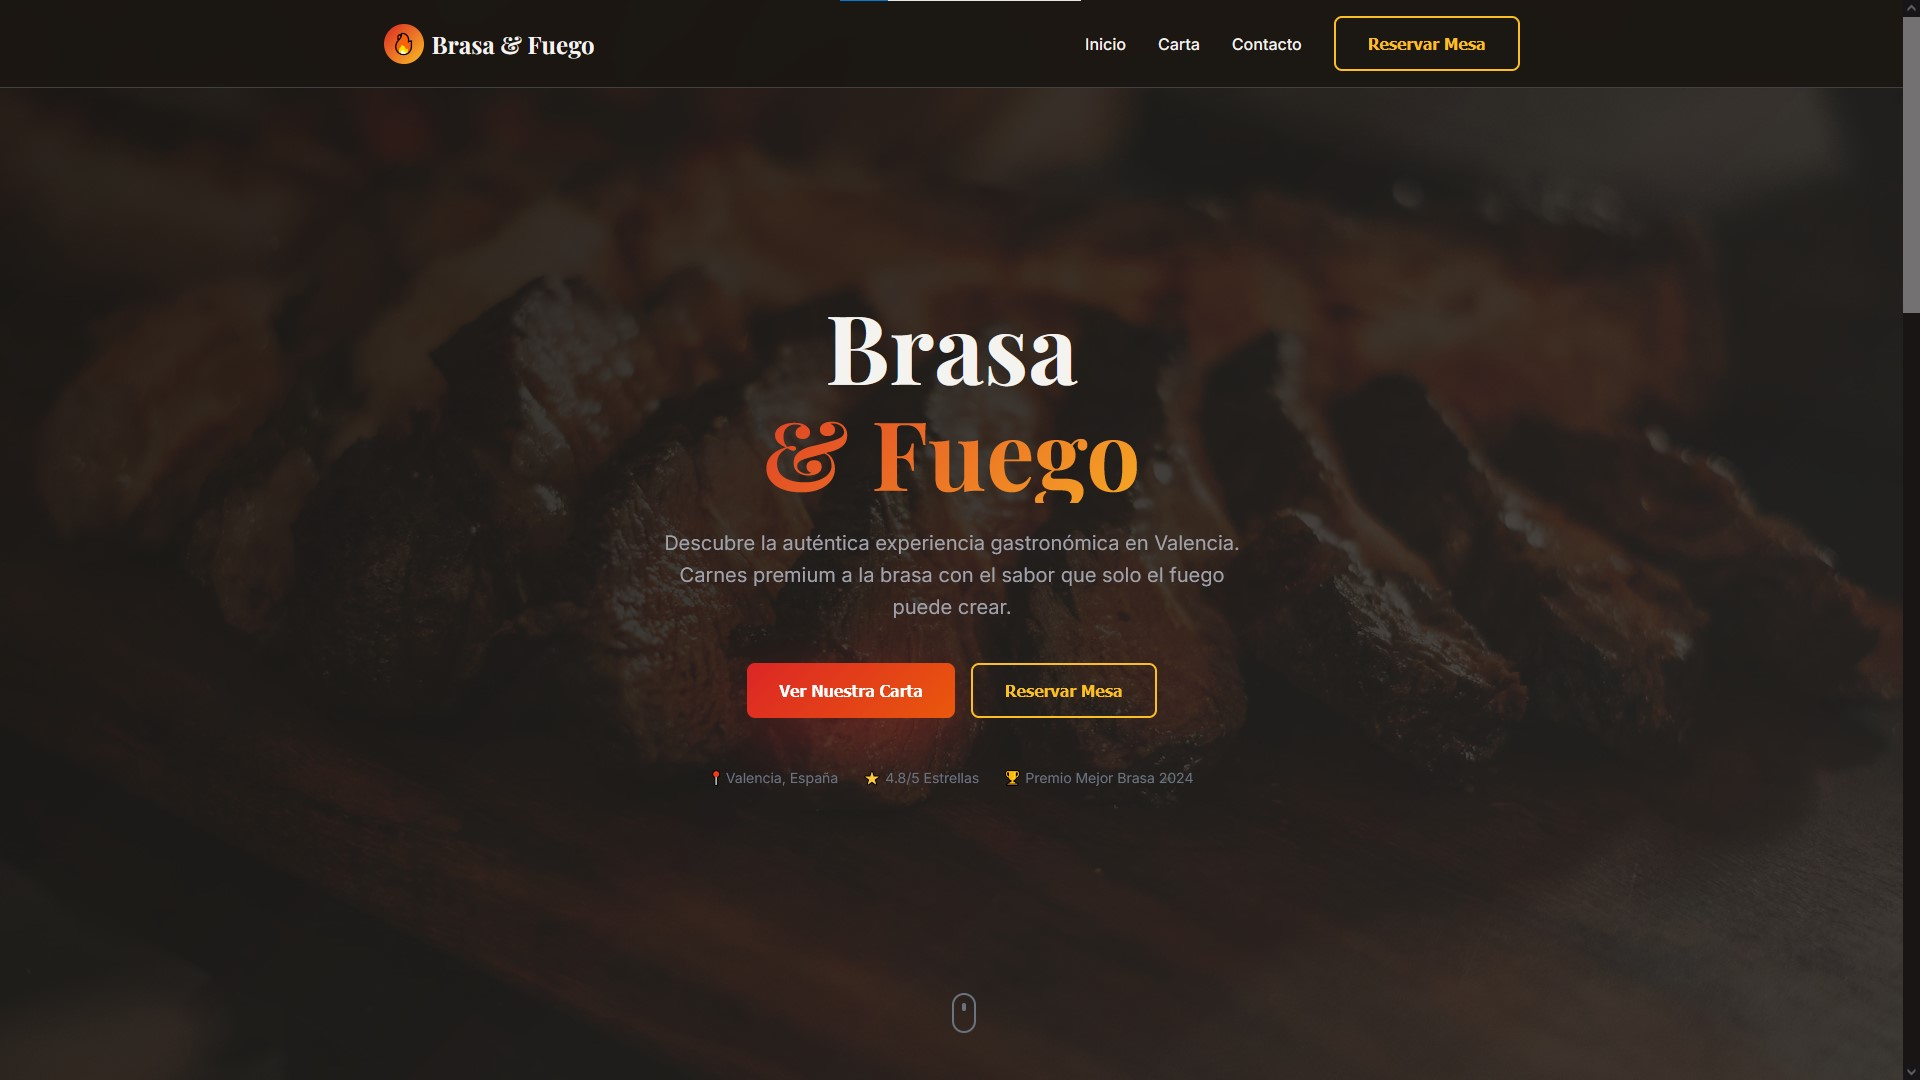 Brasa & Fuego
Inicio
Carta
Contacto
Reservar Mesa
Brasa
& Fuego
Descubre la auténtica experiencia gastronómica en Valencia.
Carnes premium a la brasa con el sabor que solo el fuego
puede crear.
Ver Nuestra Carta
Reservar Mesa
Valencia, España
4.8/5 Estrellas
Premio Mejor Brasa 2024